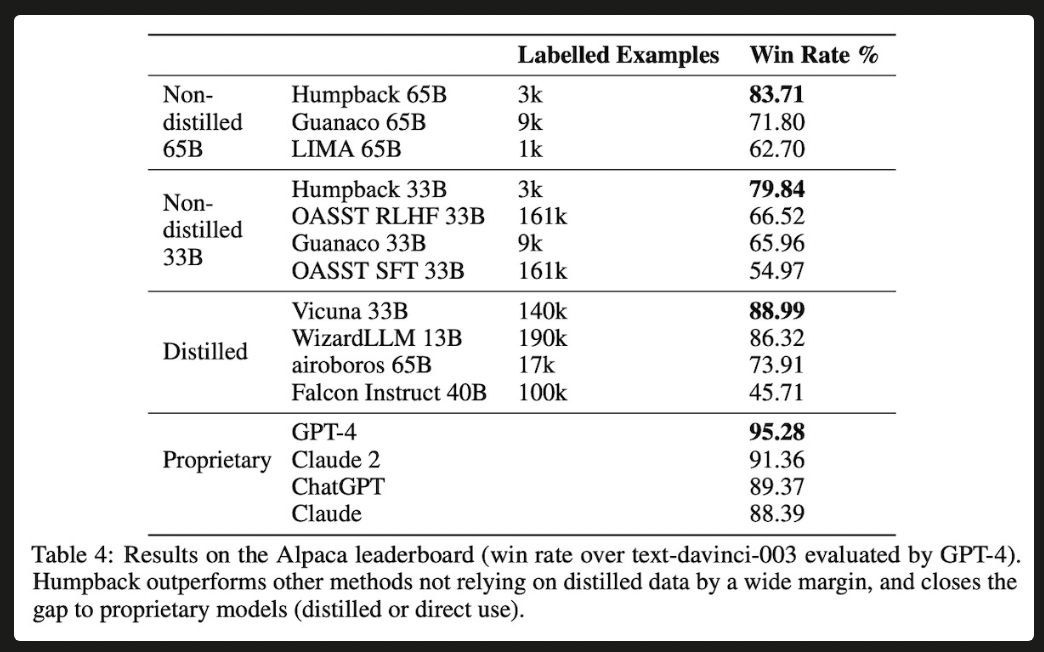 Labelled Examples Win Rate %
Non-distilled 65B
Humpback 65B 3k 83.71
Guanaco 65B 9k 71.80
LIMA 65B 1k 62.70
Non-distilled 33B
Humpback 33B 3k 79.84
OASST RLHF 33B 161k 66.52
Guanaco 33B 9k 65.96
OASST SFT 33B 161k 54.97
Distilled
Vicuna 33B 140k 88.99
WizardLLM 13B 190k 86.32
airoboros 65B 17k 73.91
Falcon Instruct 40B 100k 45.71
Proprietary
GPT-4 95.28
Claude 2 91.36
ChatGPT 89.37
Claude 88.39
Table 4: Results on the Alpaca leaderboard (win rate over text-davinci-003 evaluated by GPT-4).
Humpback outperforms other methods not relying on distilled data by a wide margin, and closes the
gap to proprietary models (distilled or direct use).